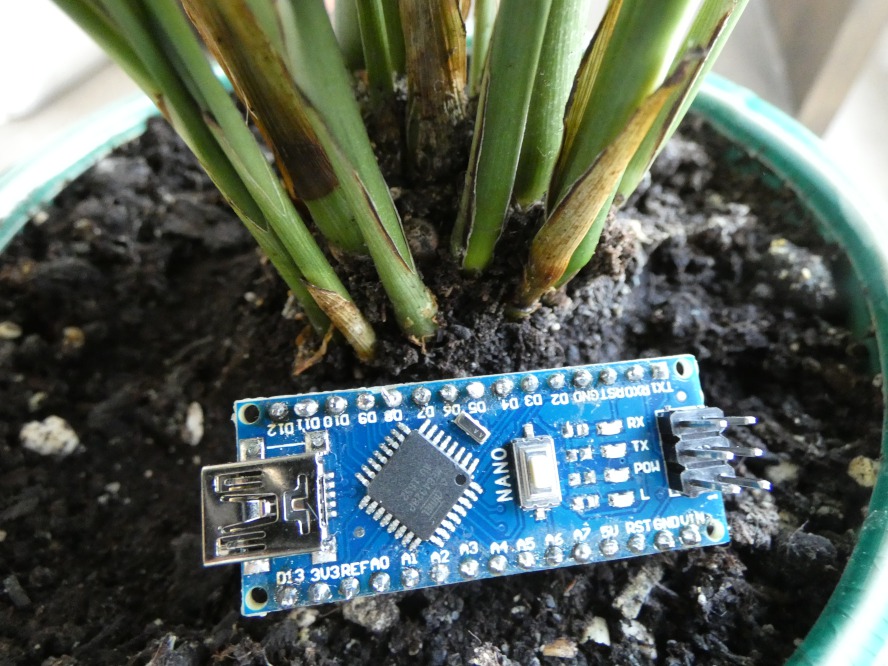 D12 D11 D10 D9 D8 D7 D6 D5 D4 D3 D2 GND RST RX0 TX1
RX
TX
POW
L
NANO
D13 3V3 REF A0 A1 A2 A3 A4 A5 A6 A7 5V RST GND VIN